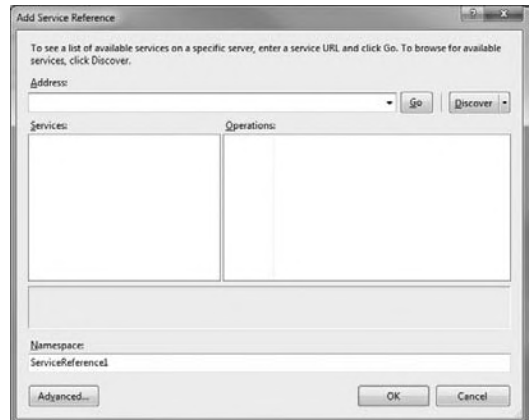 Add Service Reference
To see a list of available services on a specific server, enter a service URL and click Go. To browse for available
services, click Discover.
Address:
Go
Discover
Services:
Operations:
Namespace:
ServiceReference1
Advanced...
OK
Cancel